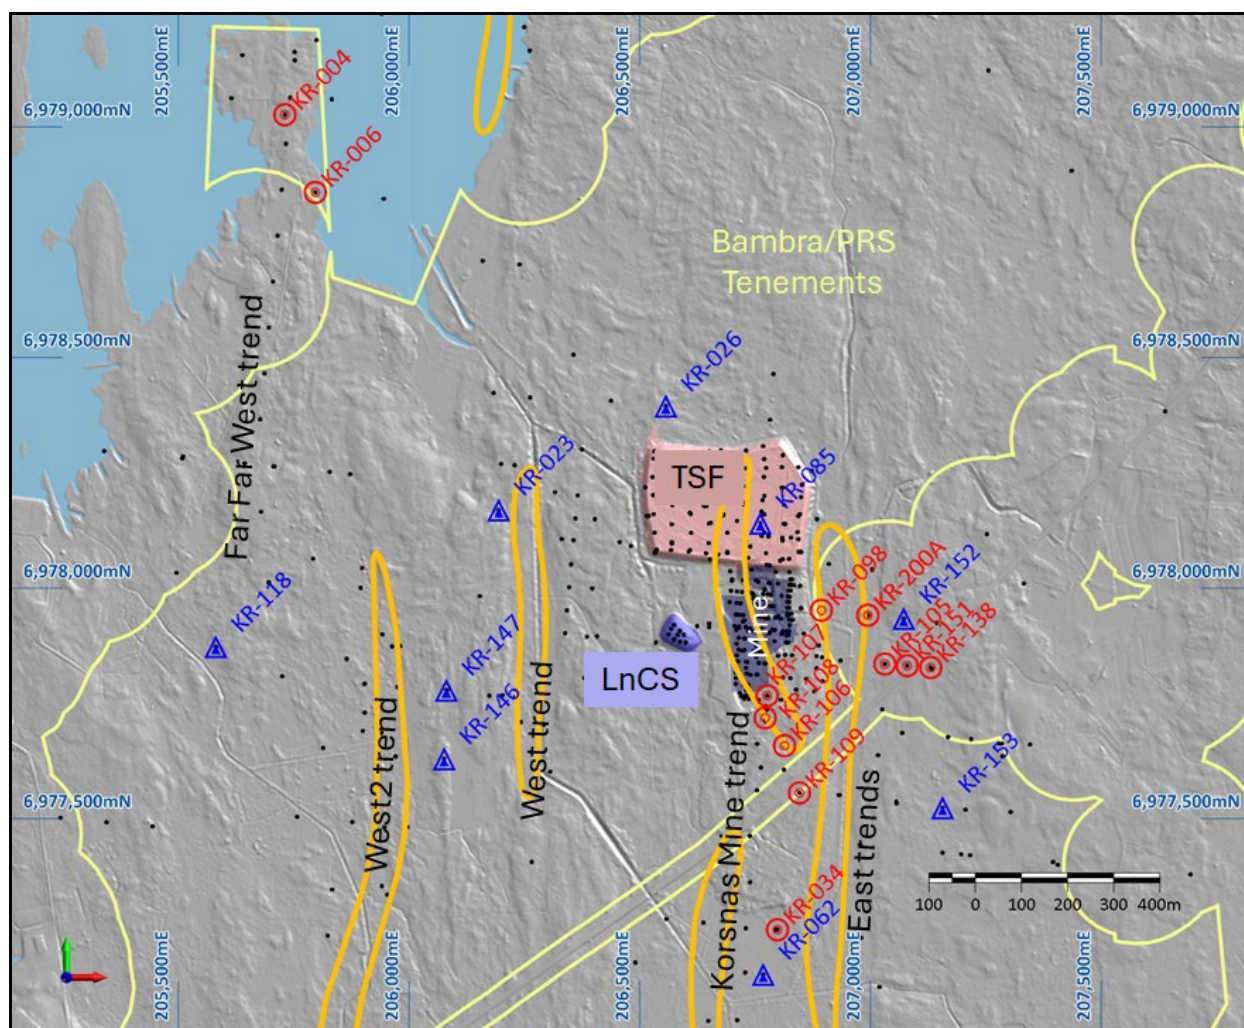 205,500mE
206,000mE
206,500mE
207,000mE
207,500mE
6,979,000mN
6,979,000mN
KR-004
KR-006
Bambra/PRS
Tenements
6,978,500mN
6,978,500mN
Far Far West trend
KR-026
KR-023
TSF
KR-085
6,978,000mN
6,978,000mN
KR-118
KR-147
KR-146
KR-098
KR-200A
KR-152
KR-105
KR-151
KR-138
Mine
LnCS
KR-107
KR-108
KR-106
KR-109
West2 trend
West trend
Korsnas Mine trend
East trends
6,977,500mN
6,977,500mN
KR-153
KR-034
KR-062
100 0 100 200 300 400m
205,500mE
206,000mE
206,500mE
207,000mE
207,500mE